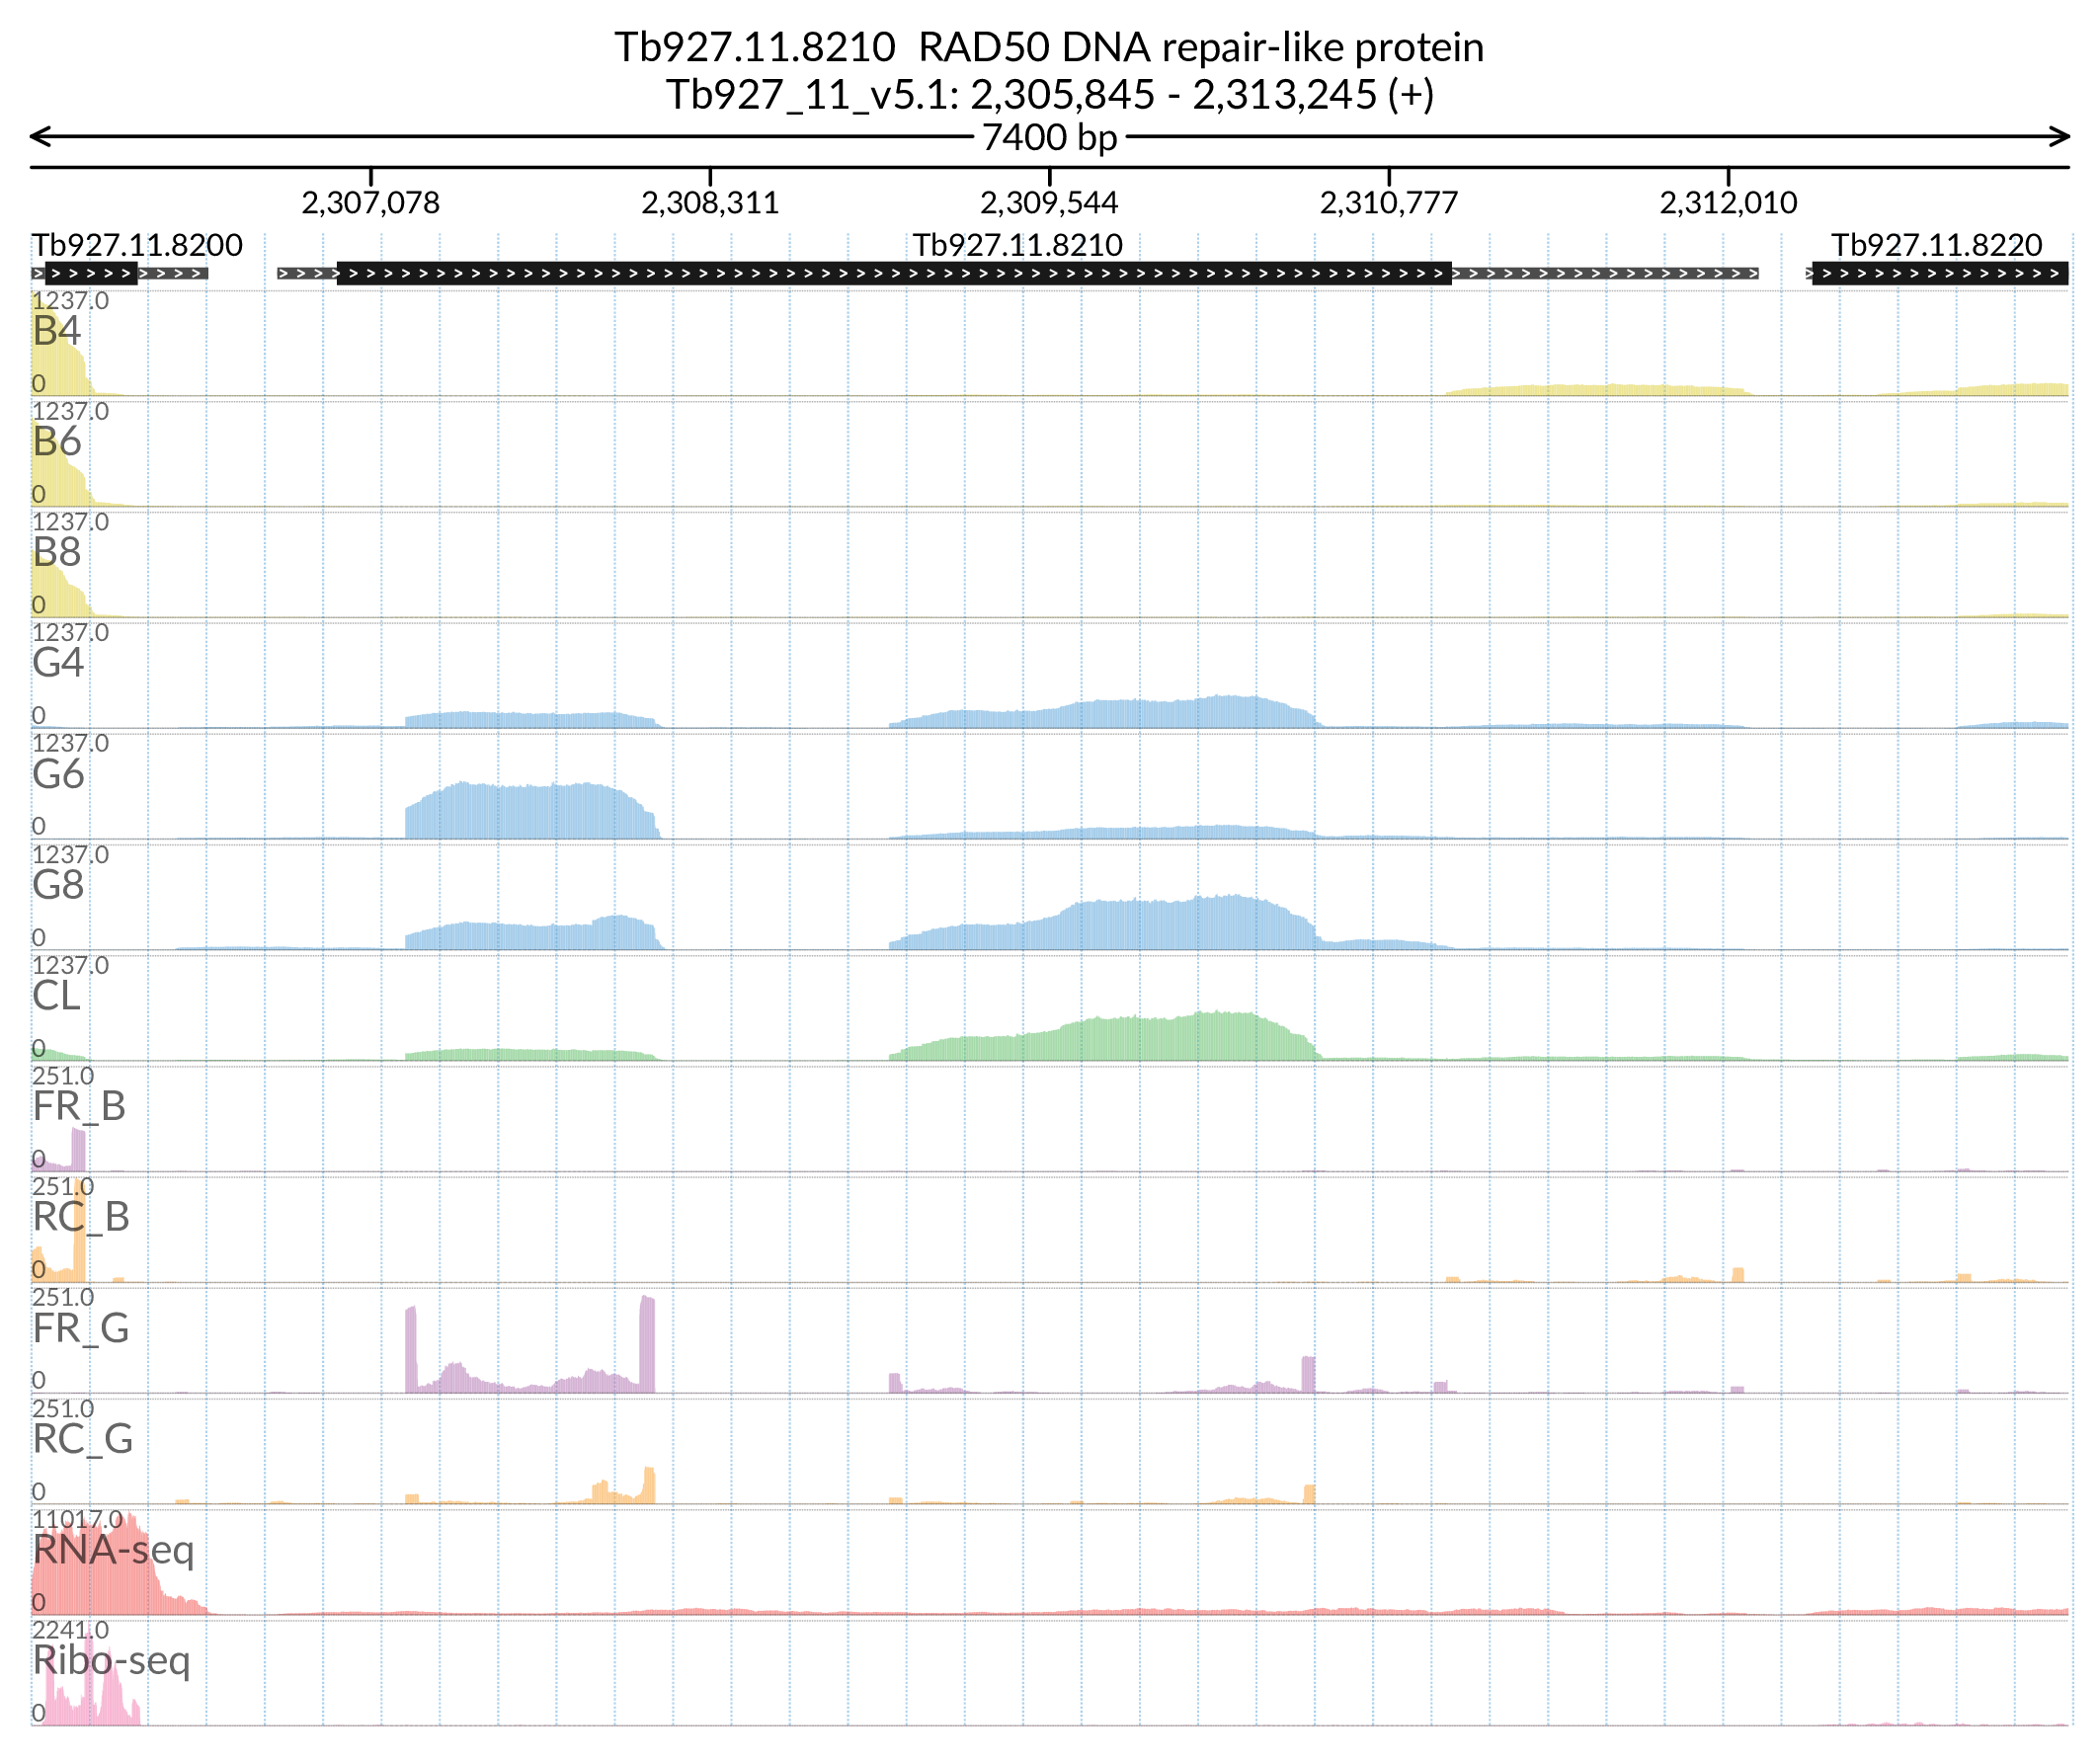 Tb927.11.8210 RAD50 DNA repair-like protein
Tb927_11_v5.1: 2,305,845 - 2,313,245 (+)
7400 bp
2,307,078 2,308,311 2,309,544 2,310,777 2,312,010
Tb927.11.8200 Tb927.11.8210 Tb927.11.8220
1237.0
B4
0
1237.0
B6
0
1237.0
B8
0
1237.0
G4
0
1237.0
G6
0
1237.0
G8
0
1237.0
CL
0
251.0
FR_B
0
251.0
RC_B
0
251.0
FR_G
0
251.0
RC_G
0
11017.0
RNA-seq
0
2241.0
Ribo-seq
0